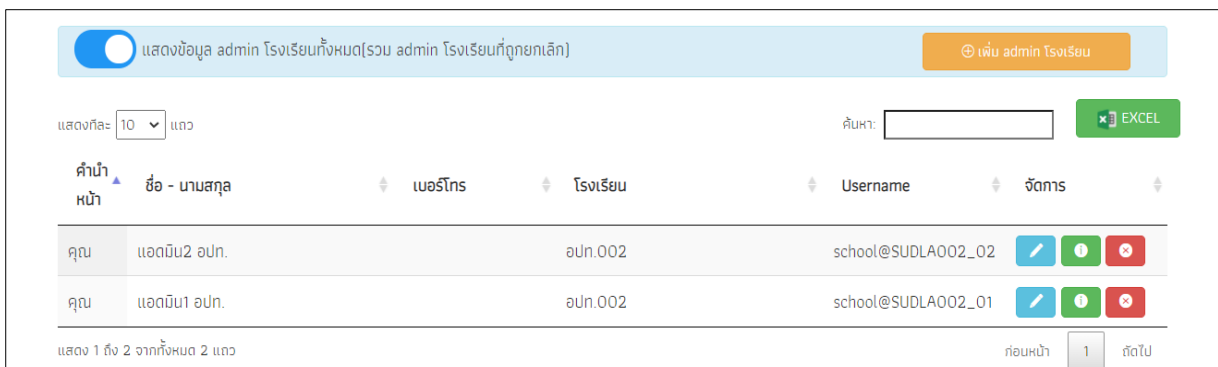 แสดงข้อมูล admin โรงเรียนทั้งหมด(รวม admin โรงเรียนที่ถูกยกเลิก) เพิ่ม admin โรงเรียน
แสดงทีละ 10 แถว ค้นหา: EXCEL
คำนำหน้า ชื่อ - นามสกุล เบอร์โทร โรงเรียน Username จัดการ
คุณ แอดมิน2 อปท. อปท.002 school@SUDLA002_02
คุณ แอดมิน1 อปท. อปท.002 school@SUDLA002_01
แสดง 1 ถึง 2 จากทั้งหมด 2 แถว ก่อนหน้า 1 ถัดไป